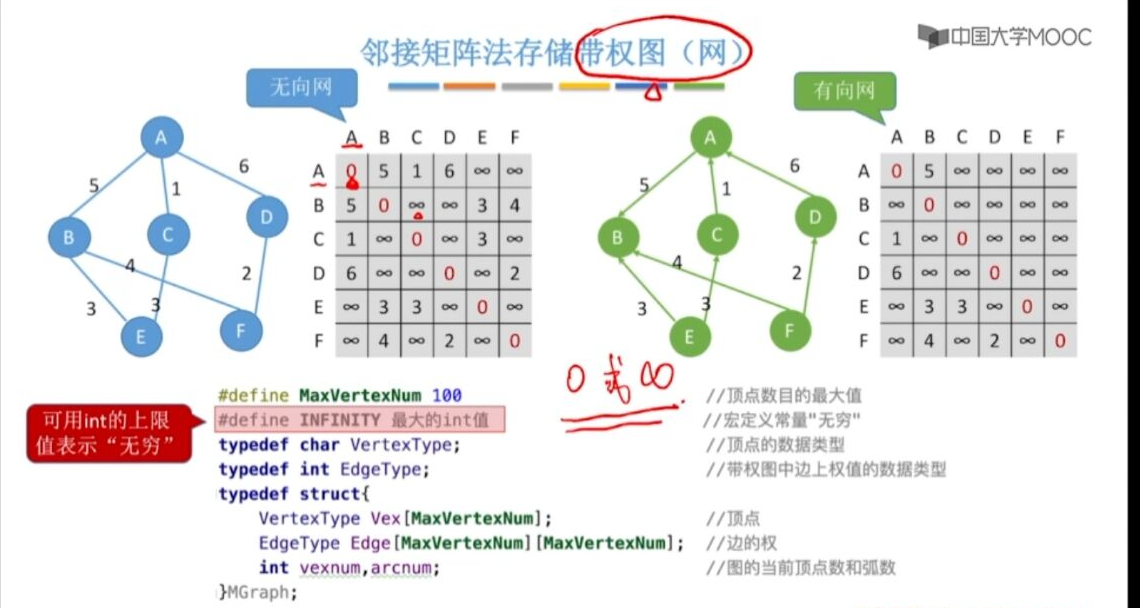 邻接矩阵法存储带权图（网）
中国大学MOOC
无向网
有向网
A
B
C
D
E
F
5
1
6
4
3
3
2
A B C D E F
A 0 5 1 6 ∞ ∞
B 5 0 ∞ ∞ 3 4
C 1 ∞ 0 ∞ 3 ∞
D 6 ∞ ∞ 0 ∞ 2
E ∞ 3 3 ∞ 0 ∞
F ∞ 4 ∞ 2 ∞ 0
A
B
C
D
E
F
5
1
6
4
3
3
2
A B C D E F
A 0 5 ∞ ∞ ∞ ∞
B ∞ 0 ∞ ∞ ∞ ∞
C 1 ∞ 0 ∞ ∞ ∞
D 6 ∞ ∞ 0 ∞ ∞
E ∞ 3 3 ∞ 0 ∞
F ∞ 4 ∞ 2 ∞ 0
0 或 ∞
可用int的上限
值表示“无穷”
#define MaxVertexNum 100 //顶点数目的最大值
#define INFINITY 最大的int值 //宏定义常量"无穷"
typedef char VertexType; //顶点的数据类型
typedef int EdgeType; //带权图中边上权值的数据类型
typedef struct{
VertexType Vex[MaxVertexNum]; //顶点
EdgeType Edge[MaxVertexNum][MaxVertexNum]; //边的权
int vexnum,arcnum; //图的当前顶点数和弧数
}MGraph;